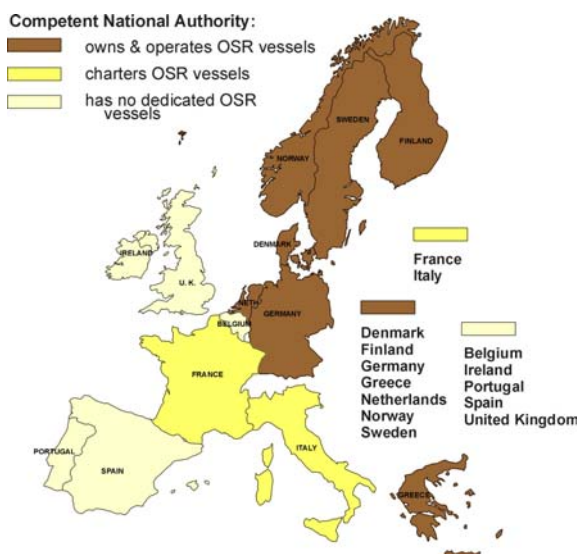 Competent National Authority:
owns & operates OSR vessels
charters OSR vessels
has no dedicated OSR
vessels
SWEDEN
FINLAND
NORWAY
DENMARK
IRELAND
U. K.
NETH
BELGIUM
GERMANY
FRANCE
ITALY
PORTUGAL
SPAIN
GREECE
France
Italy
Denmark
Finland
Germany
Greece
Netherlands
Norway
Sweden
Belgium
Ireland
Portugal
Spain
United Kingdom